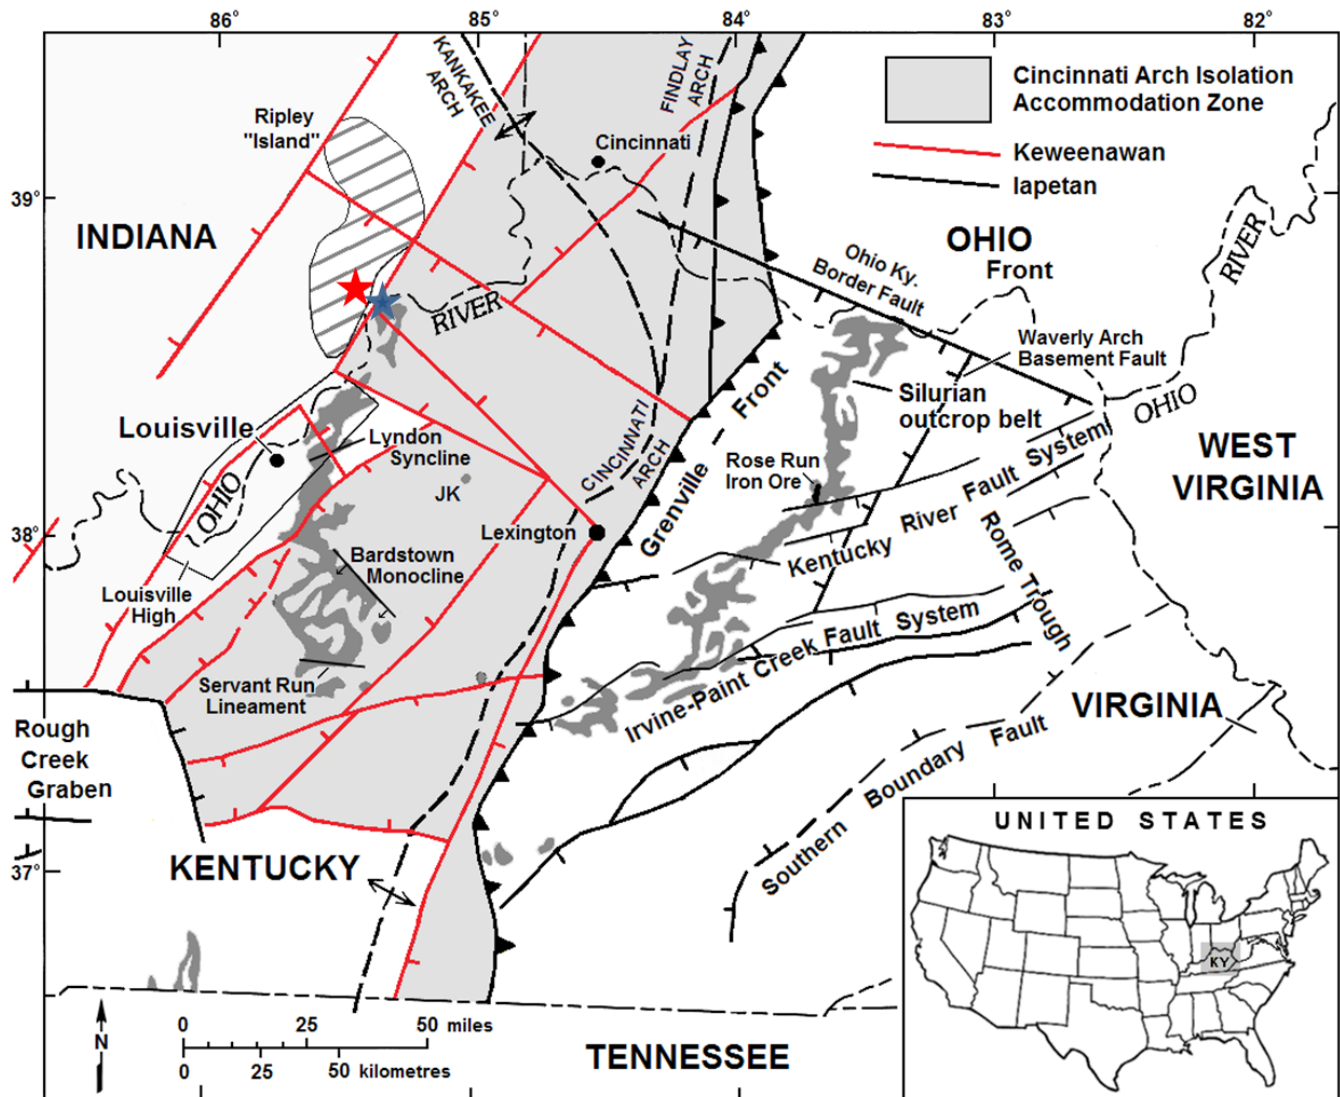 86°
85°
84°
83°
82°
KANKAKEE
ARCH
FINDLAY
ARCH
Cincinnati Arch Isolation
Accommodation Zone
Keweenawan
Iapetan
Ripley
"Island"
Cincinnati
39°
INDIANA
OHIO
Front
RIVER
Ohio Ky.
Border Fault
RIVER
Waverly Arch
Basement Fault
OHIO
Silurian
outcrop belt
Front
Louisville
Lyndon
Syncline
CINCINNATI
ARCH
WEST
VIRGINIA
Rose Run
Iron Ore
JK
OHIO
Grenville
Kentucky River Fault System
38°
Lexington
Bardstown
Monocline
Rome Trough
Louisville
High
Irvine-Paint Creek Fault System
Servant Run
Lineament
VIRGINIA
Rough
Creek
Graben
Southern Boundary Fault
UNITED STATES
KENTUCKY
37°
KY
N
0 25 50 miles
0 25 50 kilometres
TENNESSEE